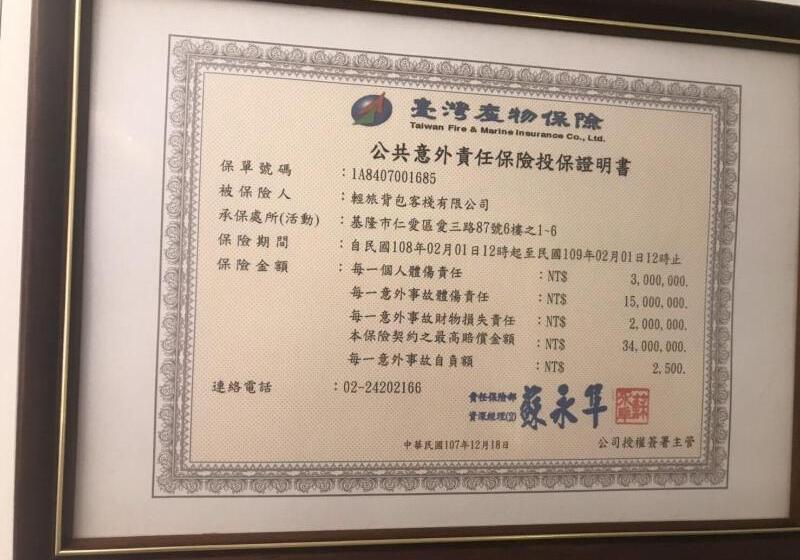 臺灣產物保險
Taiwan Fire & Marine Insurance Co., Ltd.
公共意外責任保險投保證明書
保單號碼：1A8407001685
被保險人：輕旅背包客棧有限公司
承保處所(活動)：基隆市仁愛區愛三路87號6樓之1~6
保險期間：自民國108年02月01日12時起至民國109年02月01日12時止
保險金額：每一個人體傷責任：NT$ 3,000,000.
每一意外事故體傷責任：NT$ 15,000,000.
每一意外事故財物損失責任：NT$ 2,000,000.
本保險契約之最高賠償金額：NT$ 34,000,000.
每一意外事故自負額：NT$ 2,500.
連絡電話：02-24202166
責任保險部
資深經理 蘇永隼
中華民國107年12月18日
公司授權簽署主管